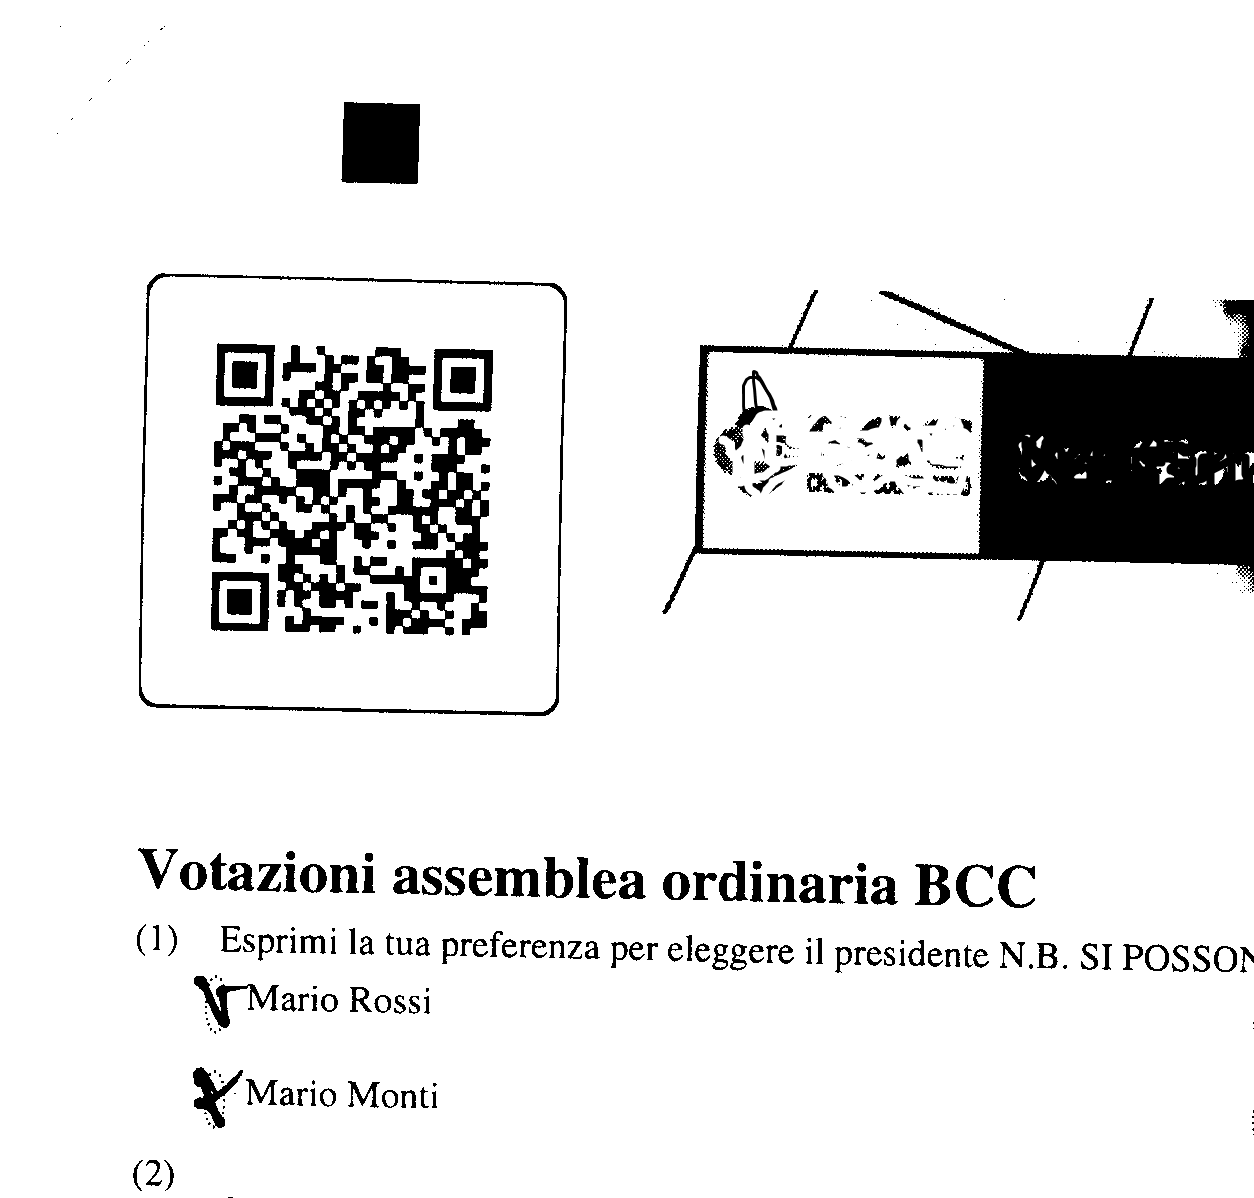 Votazioni assemblea ordinaria BCC
(1) Esprimi la tua preferenza per eleggere il presidente N.B. SI POSSON
Mario Rossi
Mario Monti
(2)